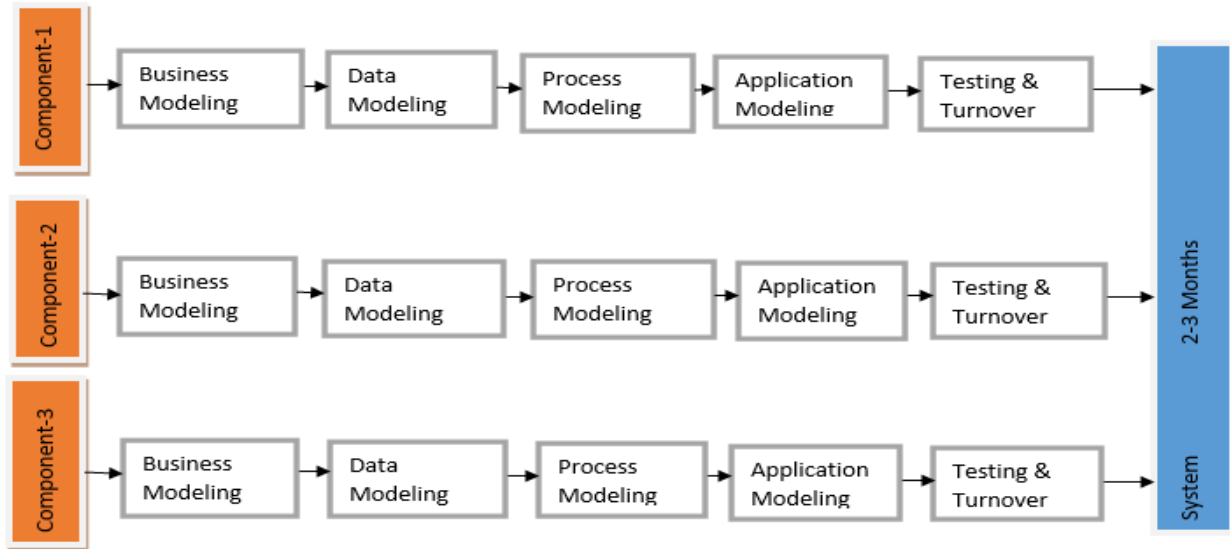 Component-1
Business
Modeling
Data
Modeling
Process
Modeling
Application
Modeling
Testing &
Turnover
Component-2
Business
Modeling
Data
Modeling
Process
Modeling
Application
Modeling
Testing &
Turnover
Component-3
Business
Modeling
Data
Modeling
Process
Modeling
Application
Modeling
Testing &
Turnover
System 2-3 Months